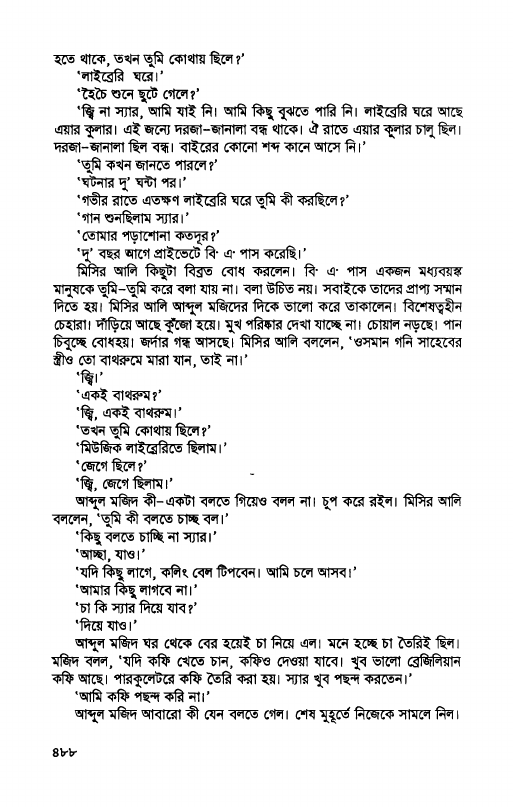 হতে থাকে, তখন তুমি কোথায় ছিলে?’
‘লাইব্রেরি ঘরে।’
‘হৈচৈ শুনে ছুটে গেলে?’
‘জ্বি না স্যার, আমি যাই নি। আমি কিছু বুঝতে পারি নি। লাইব্রেরি ঘরে আছে
এয়ার কুলার। এই জন্যে দরজা-জানালা বন্ধ থাকে। ঐ রাতে এয়ার কুলার চালু ছিল।
দরজা-জানালা ছিল বন্ধ। বাইরের কোনো শব্দ কানে আসে নি।’
‘তুমি কখন জানতে পারলে?’
‘ঘটনার দু’ ঘন্টা পর।’
‘গভীর রাতে এতক্ষণ লাইব্রেরি ঘরে তুমি কী করছিলে?’
‘গান শুনছিলাম স্যার।’
‘তোমার পড়াশোনা কতদূর?’
‘দু’ বছর আগে প্রাইভেটে বি· এ· পাস করেছি।’
মিসির আলি কিছুটা বিব্রত বোধ করলেন। বি· এ· পাস একজন মধ্যবয়স্ক
মানুষকে তুমি-তুমি করে বলা যায় না। বলা উচিত নয়। সবাইকে তাদের প্রাপ্য সম্মান
দিতে হয়। মিসির আলি আব্দুল মজিদের দিকে ভালো করে তাকালেন। বিশেষত্বহীন
চেহারা। দাঁড়িয়ে আছে কুঁজো হয়ে। মুখ পরিষ্কার দেখা যাচ্ছে না। চোয়াল নড়ছে। পান
চিবুচ্ছে বোধহয়। জর্দার গন্ধ আসছে। মিসির আলি বললেন, ‘ওসমান গনি সাহেবের
স্ত্রীও তো বাথরুমে মারা যান, তাই না।’
‘জ্বি।’
‘একই বাথরুম?’
‘জ্বি, একই বাথরুম।’
‘তখন তুমি কোথায় ছিলে?’
‘মিউজিক লাইব্রেরিতে ছিলাম।’
‘জেগে ছিলে?’
‘জ্বি, জেগে ছিলাম।’
আব্দুল মজিদ কী-একটা বলতে গিয়েও বলল না। চুপ করে রইল। মিসির আলি
বললেন, ‘তুমি কী বলতে চাচ্ছ বল।’
‘কিছু বলতে চাচ্ছি না স্যার।’
‘আচ্ছা, যাও।’
‘যদি কিছু লাগে, কলিং বেল টিপবেন। আমি চলে আসব।’
‘আমার কিছু লাগবে না।’
‘চা কি স্যার দিয়ে যাব?’
‘দিয়ে যাও।’
আব্দুল মজিদ ঘর থেকে বের হয়েই চা নিয়ে এল। মনে হচ্ছে চা তৈরিই ছিল।
মজিদ বলল, ‘যদি কফি খেতে চান, কফিও দেওয়া যাবে। খুব ভালো ব্রেজিলিয়ান
কফি আছে। পারকুলেটরে কফি তৈরি করা হয়। স্যার খুব পছন্দ করতেন।’
‘আমি কফি পছন্দ করি না।’
আব্দুল মজিদ আবারো কী যেন বলতে গেল। শেষ মুহূর্তে নিজেকে সামলে নিল।
৪৮৮